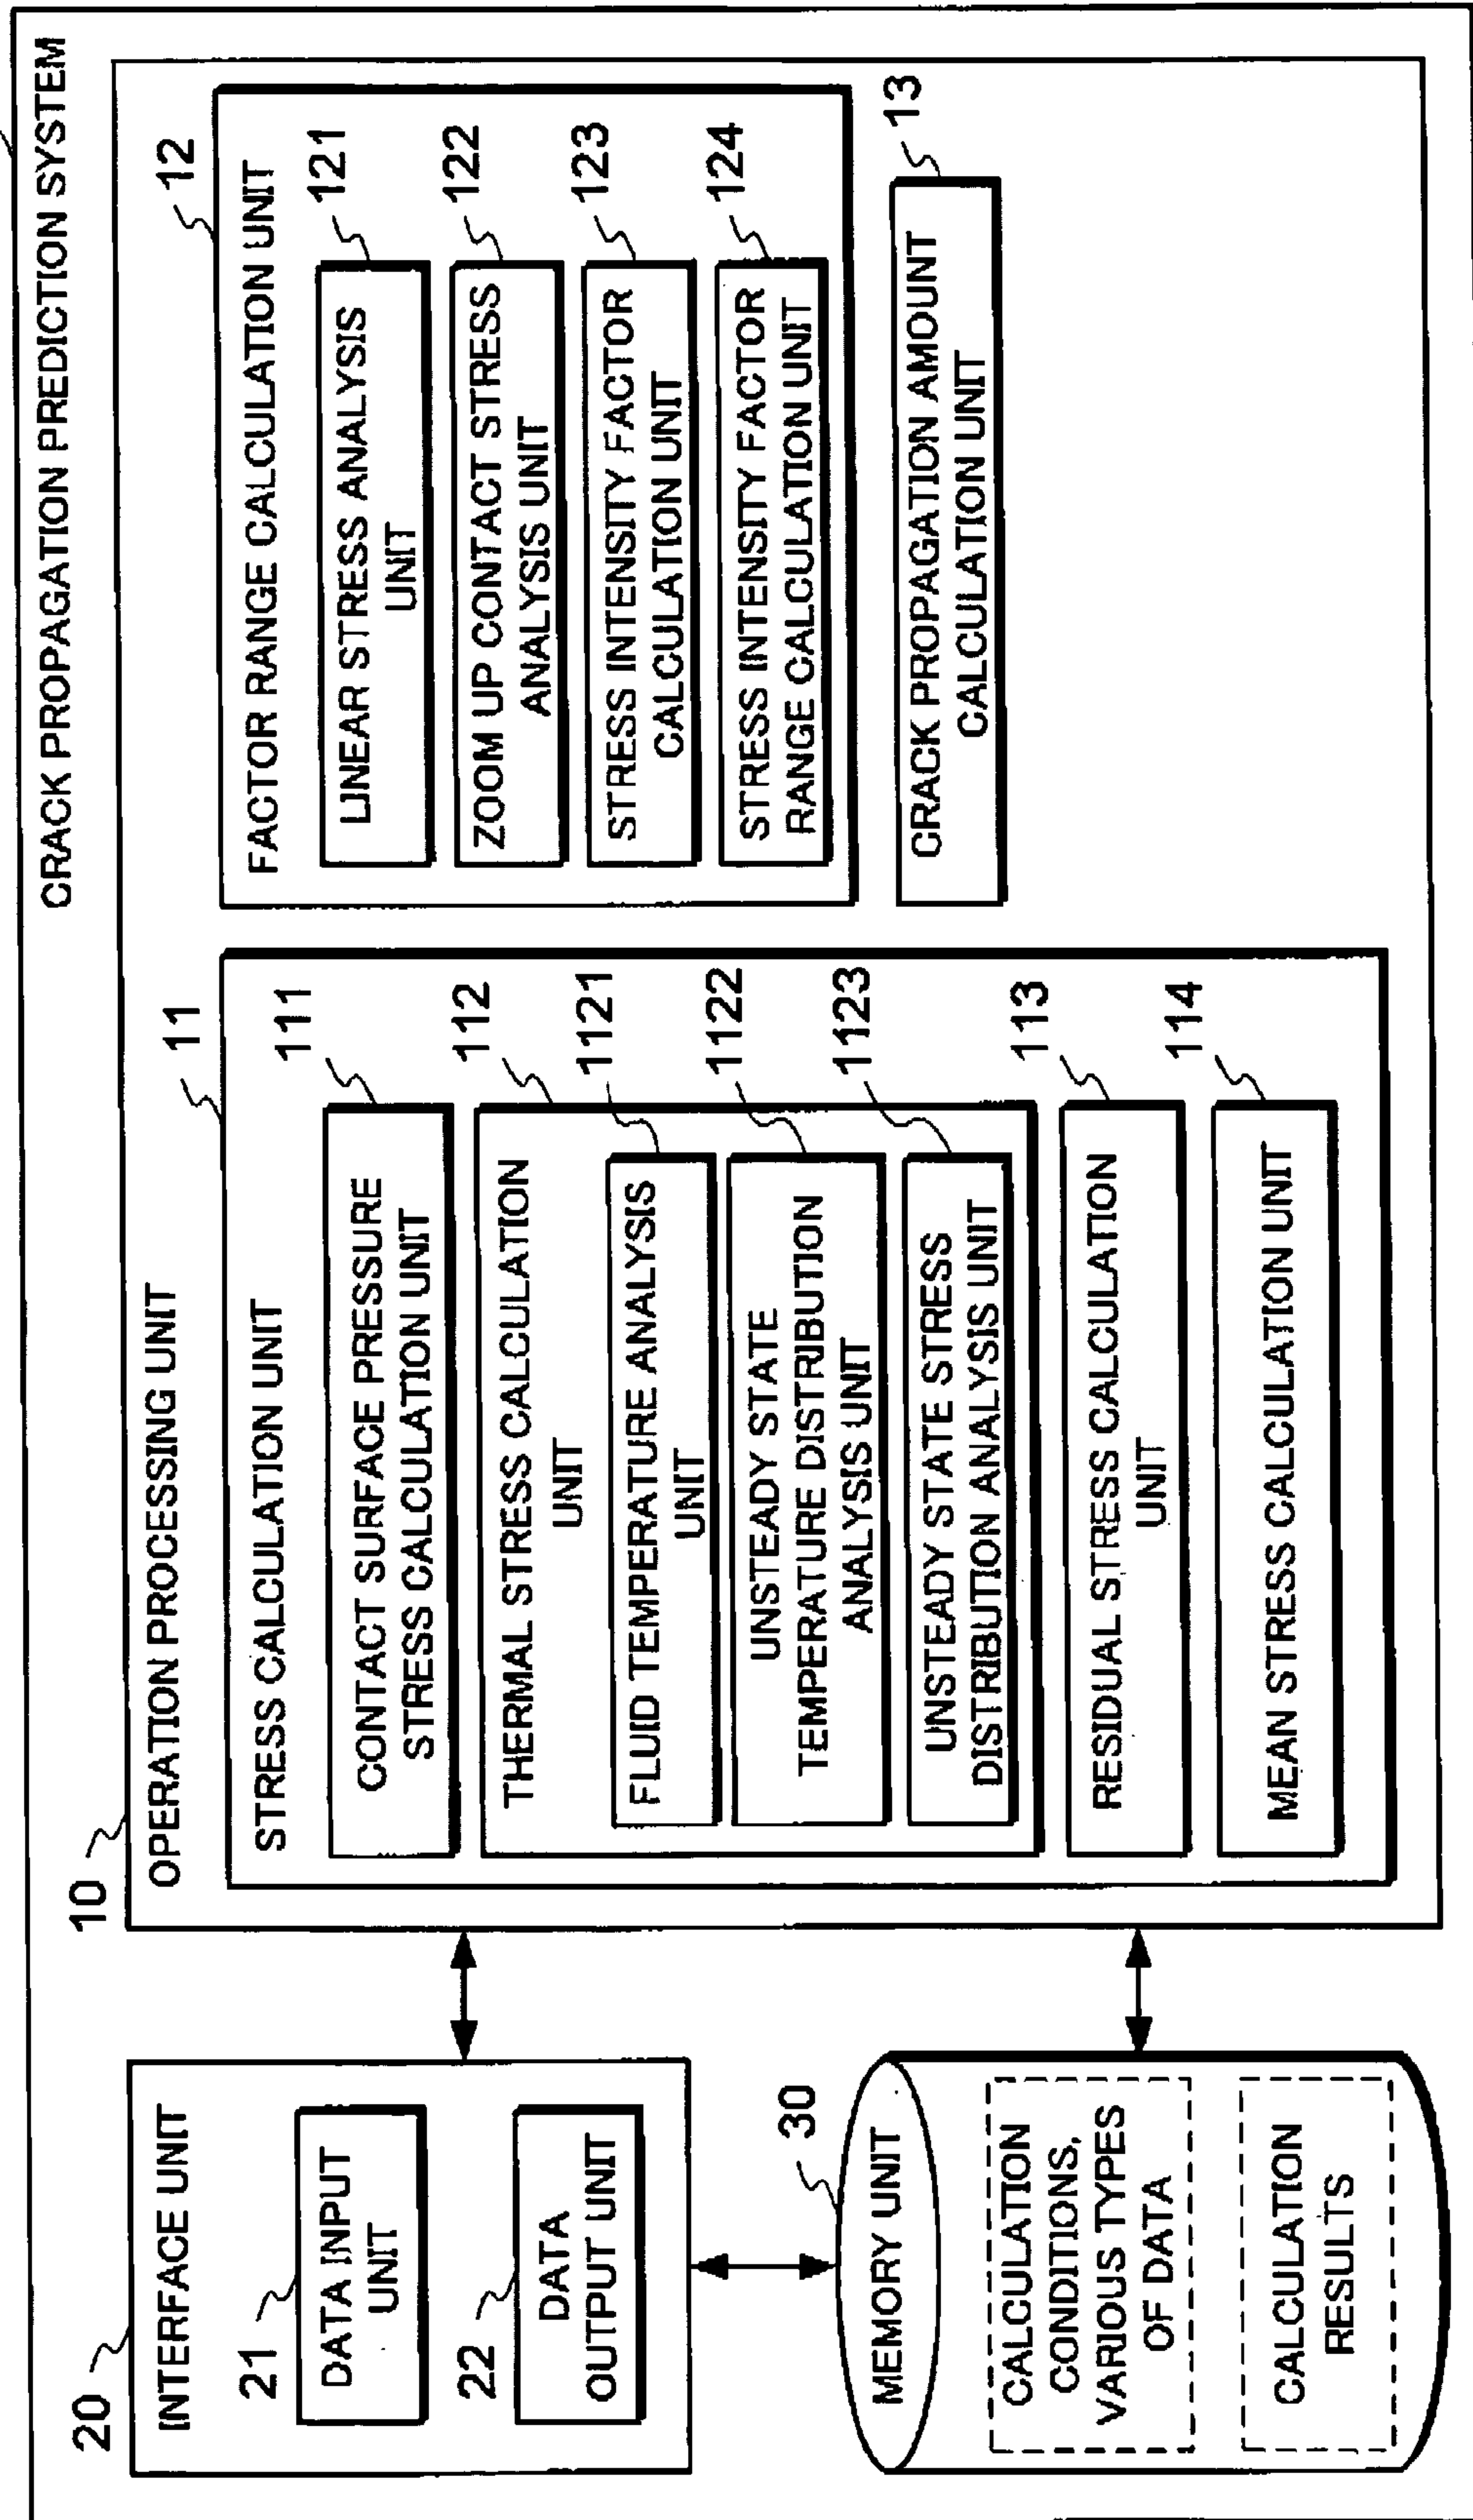 CRACK PROPAGATION PREDICTION SYSTEM
20
INTERFACE UNIT
21
DATA INPUT
UNIT
22
DATA
OUTPUT UNIT
30
MEMORY UNIT
CALCULATION
CONDITIONS,
VARIOUS TYPES
OF DATA
CALCULATION
RESULTS
10
OPERATION PROCESSING UNIT
11
STRESS CALCULATION UNIT
111
CONTACT SURFACE PRESSURE
STRESS CALCULATION UNIT
112
THERMAL STRESS CALCULATION
UNIT
1121
FLUID TEMPERATURE ANALYSIS
UNIT
1122
UNSTEADY STATE
TEMPERATURE DISTRIBUTION
ANALYSIS UNIT
1123
UNSTEADY STATE STRESS
DISTRIBUTION ANALYSIS UNIT
113
RESIDUAL STRESS CALCULATION
UNIT
114
MEAN STRESS CALCULATION UNIT
12
FACTOR RANGE CALCULATION UNIT
121
LINEAR STRESS ANALYSIS
UNIT
122
ZOOM UP CONTACT STRESS
ANALYSIS UNIT
123
STRESS INTENSITY FACTOR
CALCULATION UNIT
124
STRESS INTENSITY FACTOR
RANGE CALCULATION UNIT
13
CRACK PROPAGATION AMOUNT
CALCULATION UNIT